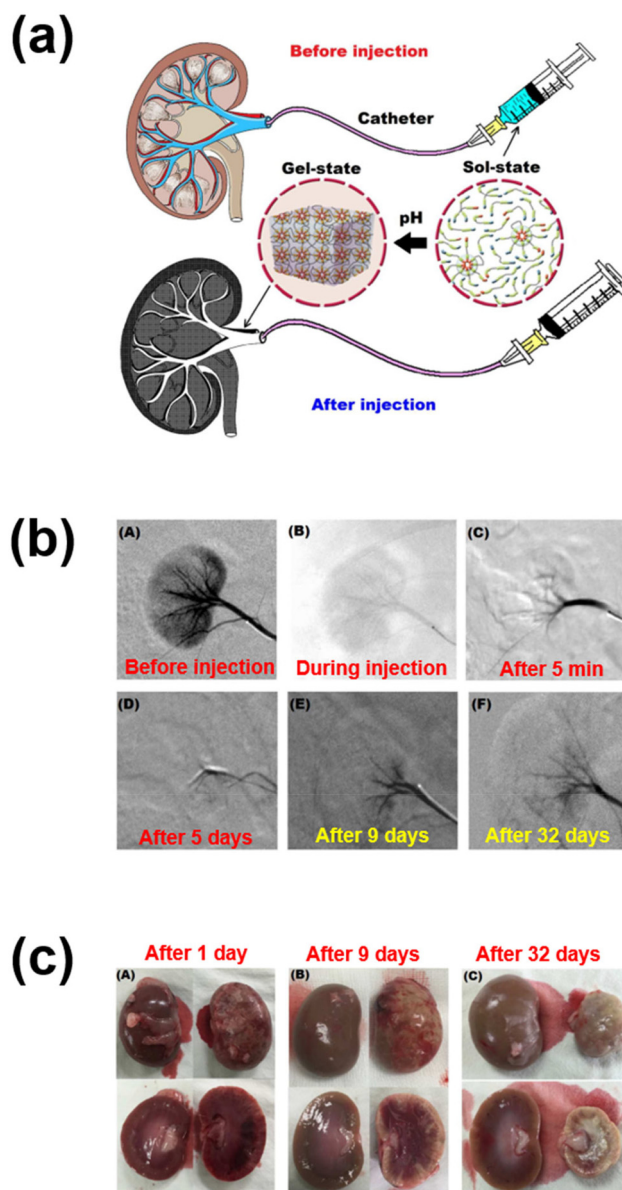 (a)
Before injection
Catheter
Gel-state
Sol-state
pH
After injection
(b)
(A)
(B)
(C)
Before injection
During injection
After 5 min
(D)
(E)
(F)
After 5 days
After 9 days
After 32 days
(c)
After 1 day
After 9 days
After 32 days
(A)
(B)
(C)